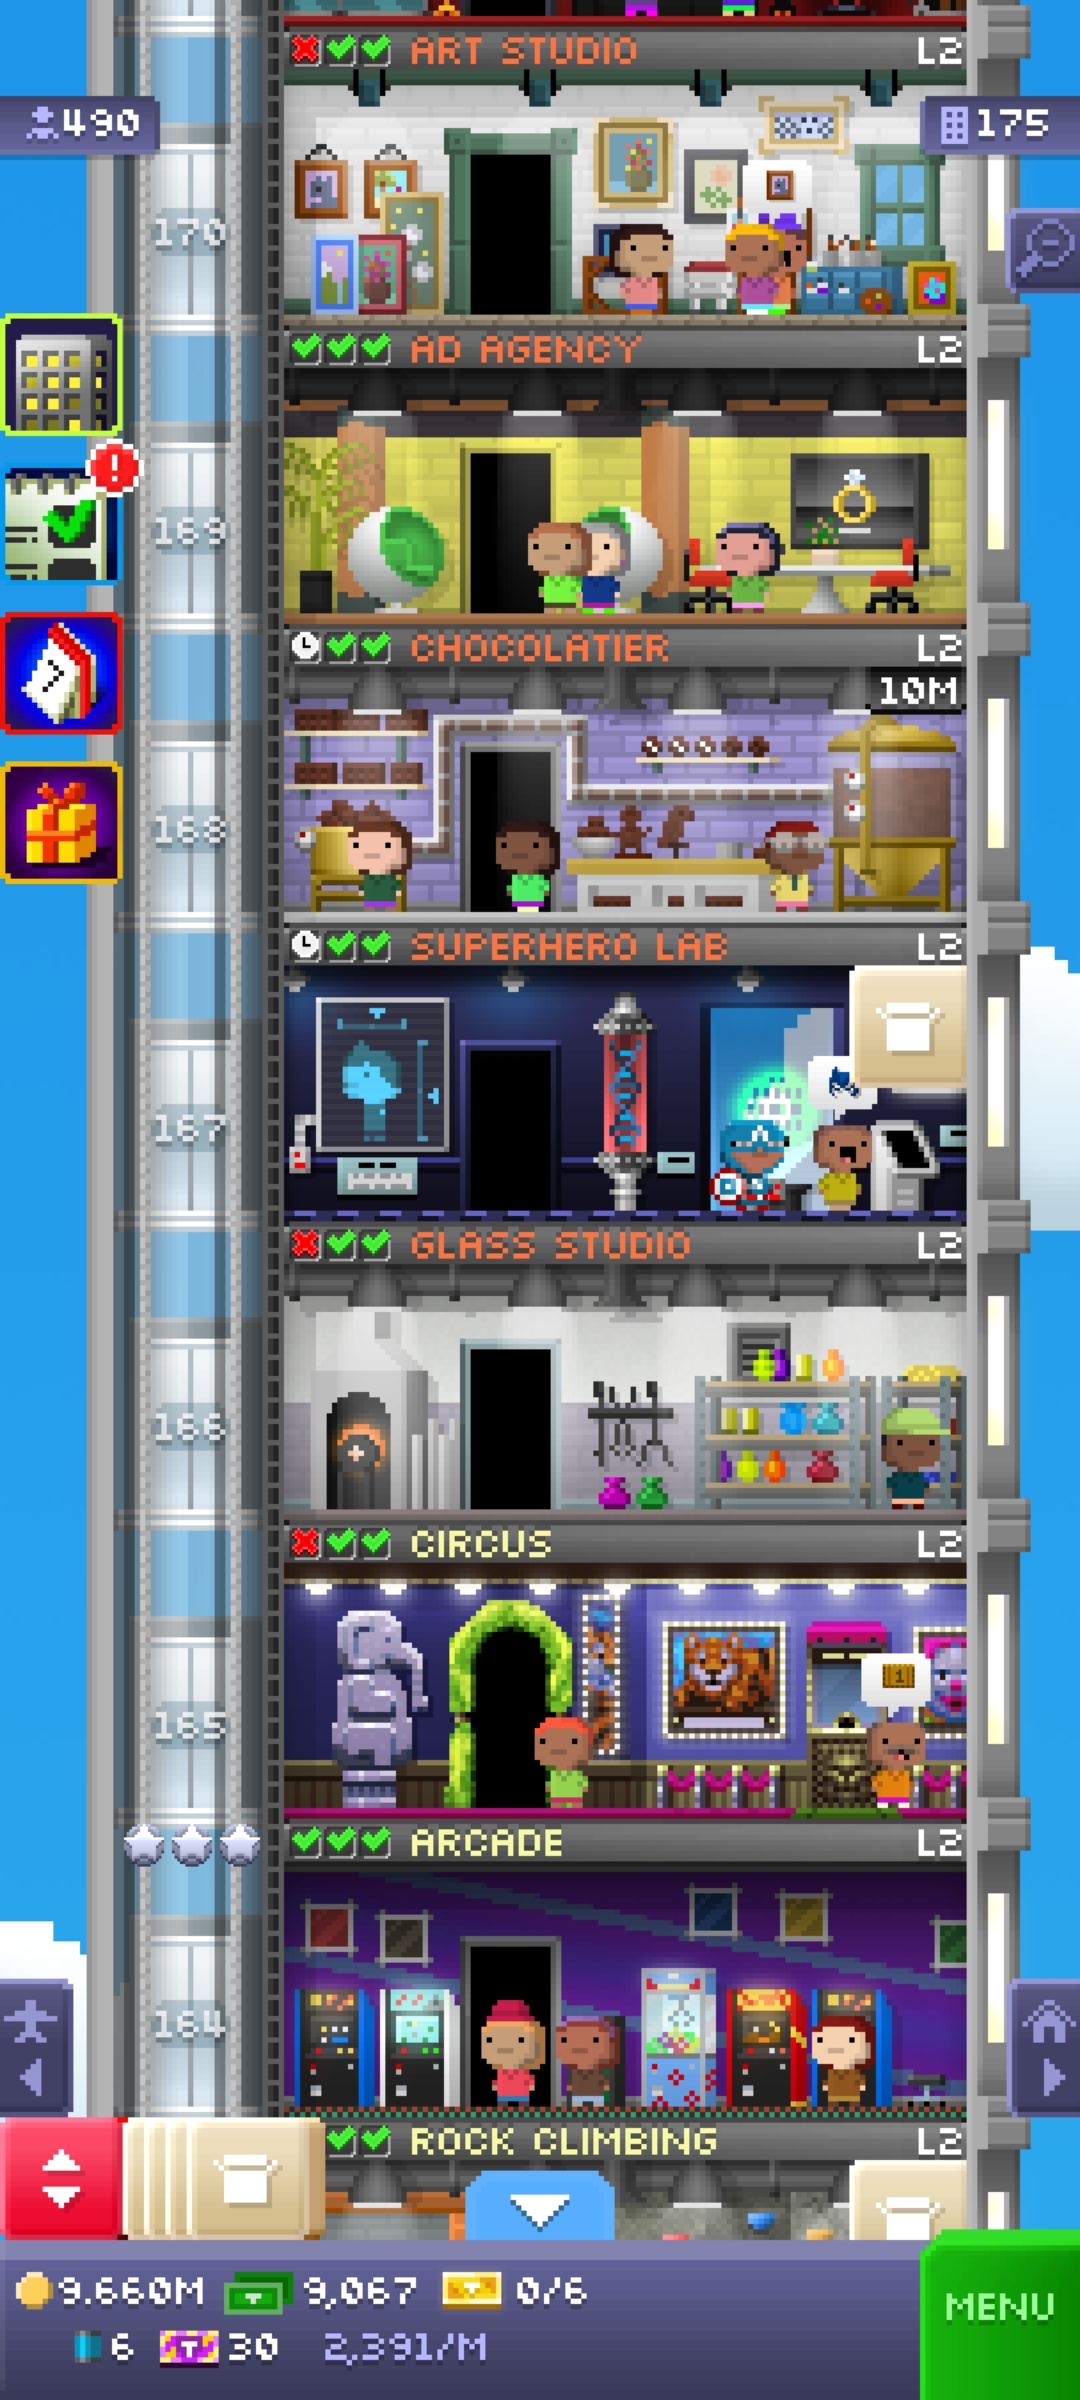 ART STUDIO L2
490
175
170
AD AGENCY L2
169
CHOCOLATIER L2
10M
168
SUPERHERO LAB L2
167
GLASS STUDIO L2
166
CIRCUS L2
1
165
ARCADE L2
164
ROCK CLIMBING L2
9.660M 9,067 0/6
6 T 30 2,391/M
MENU